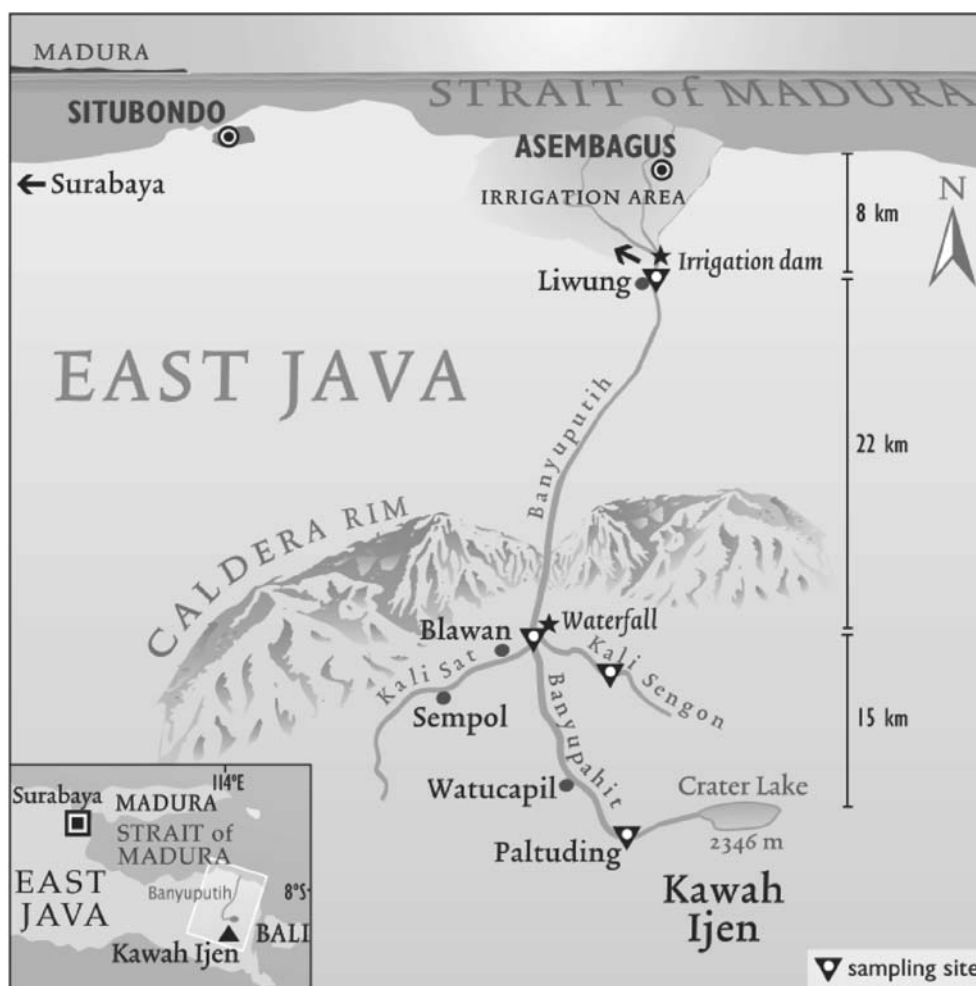 MADURA
STRAIT of MADURA
SITUBONDO
ASEMBAGUS
Surabaya
IRRIGATION AREA
N
8 km
Irrigation dam
Liwung
EAST JAVA
Banyuputih
22 km
CALDERA RIM
Waterfall
Blawan
Kali Sat
Kali Sengon
Sempol
Banyupahit
15 km
Watucapil
Crater Lake
2346 m
Paltuding
Kawah
Ijen
114°E
Surabaya
MADURA
STRAIT of
MADURA
EAST
JAVA
Banyuputih
8°S
BALI
Kawah Ijen
sampling site